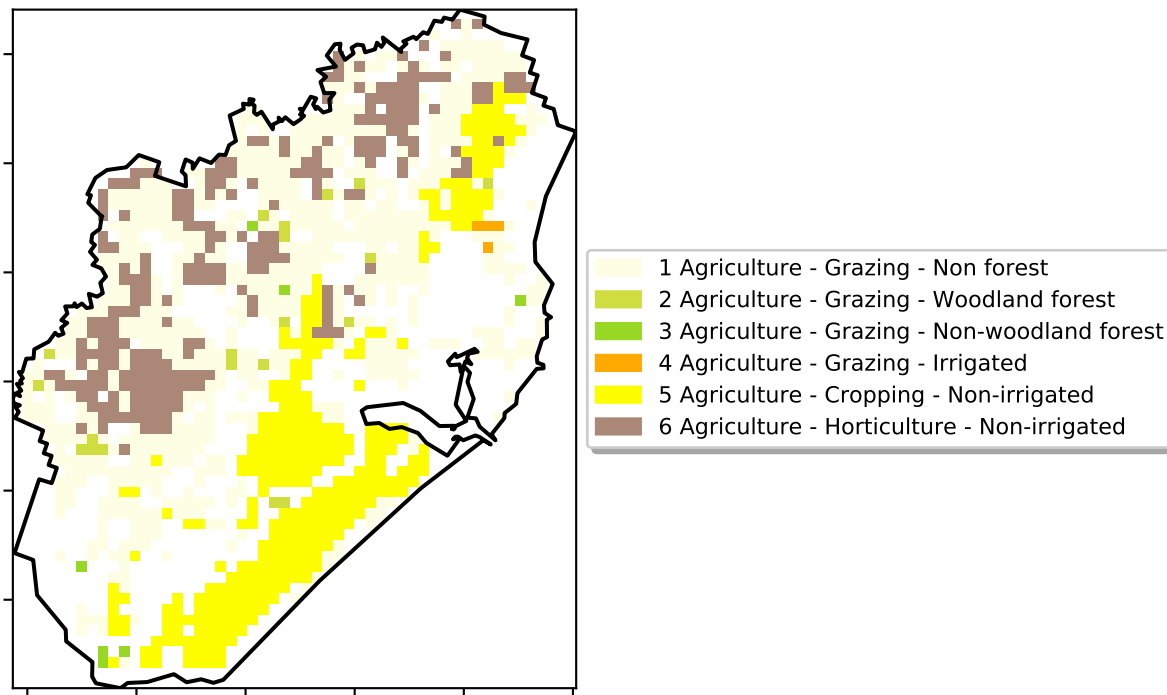 1 Agriculture - Grazing - Non forest
2 Agriculture - Grazing - Woodland forest
3 Agriculture - Grazing - Non-woodland forest
4 Agriculture - Grazing - Irrigated
5 Agriculture - Cropping - Non-irrigated
6 Agriculture - Horticulture - Non-irrigated